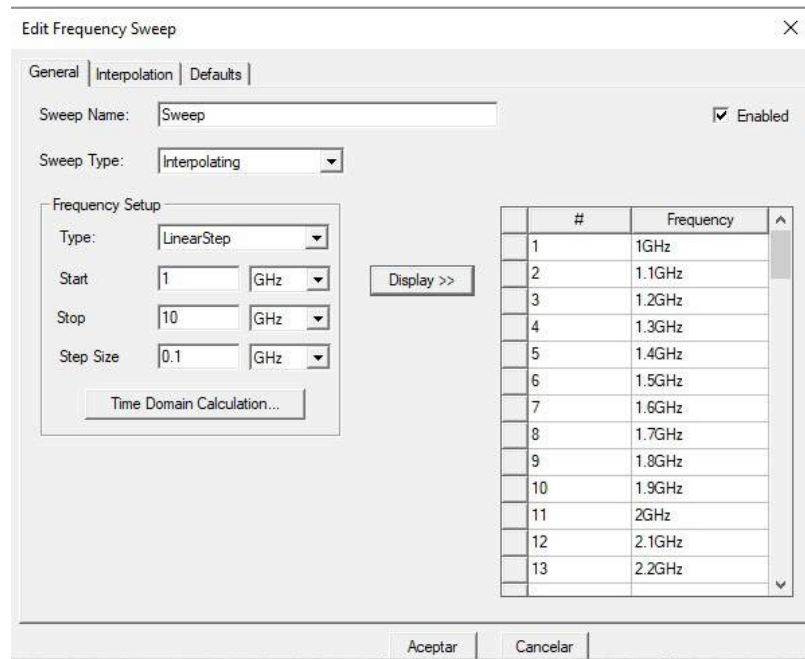 Edit Frequency Sweep
General Interpolation Defaults
Sweep Name: Sweep Enabled
Sweep Type: Interpolating
Frequency Setup
Type: LinearStep
Start 1 GHz
Stop 10 GHz
Step Size 0.1 GHz
Time Domain Calculation...
Display >>
# Frequency
1 1GHz
2 1.1GHz
3 1.2GHz
4 1.3GHz
5 1.4GHz
6 1.5GHz
7 1.6GHz
8 1.7GHz
9 1.8GHz
10 1.9GHz
11 2GHz
12 2.1GHz
13 2.2GHz
Aceptar Cancelar